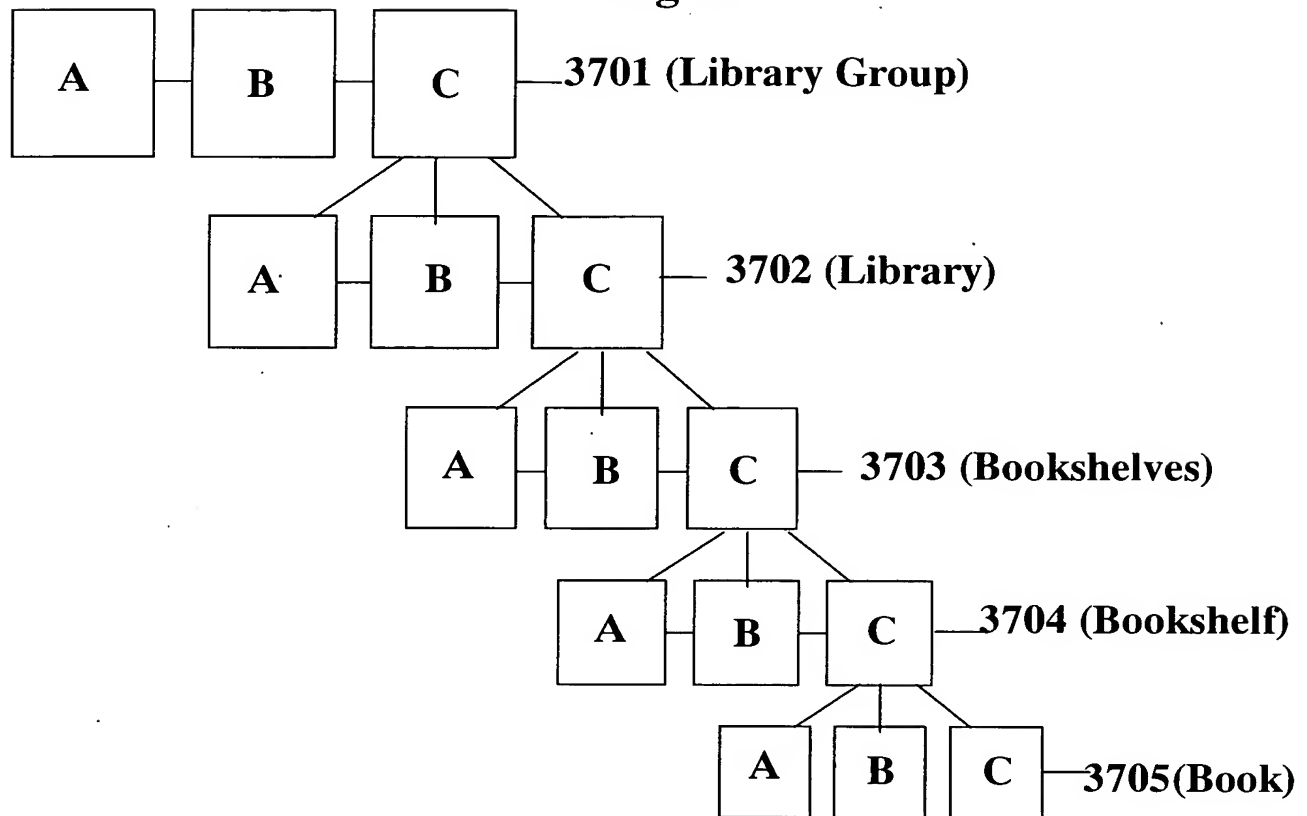 A B C 3701 (Library Group)
A B C 3702 (Library)
A B C 3703 (Bookshelves)
A B C 3704 (Bookshelf)
A B C 3705(Book)